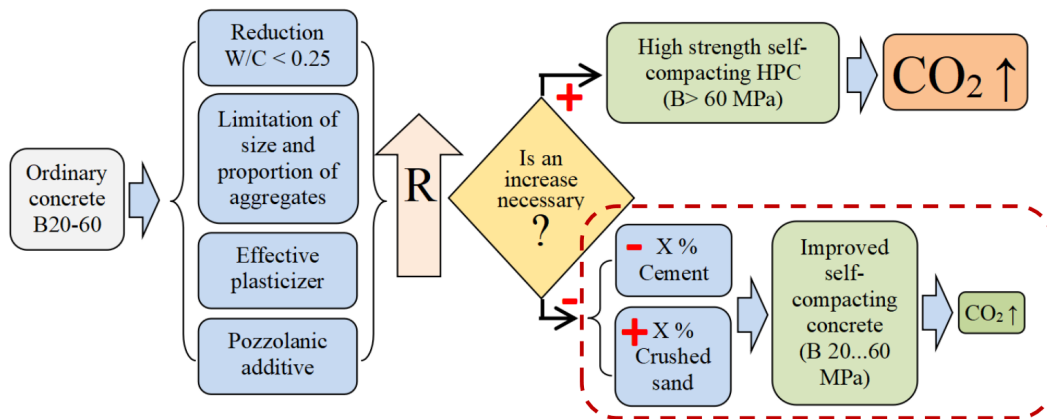 Ordinary
concrete
B20-60
Reduction
W/C < 0.25
Limitation of
size and
proportion of
aggregates
Effective
plasticizer
Pozzolanic
additive
R
Is an
increase
necessary
?
+
High strength self-
compacting HPC
(B> 60 MPa)
CO₂ ↑
-
- X %
Cement
+ X %
Crushed
sand
Improved
self-
compacting
concrete
(B 20...60
MPa)
CO₂ ↑